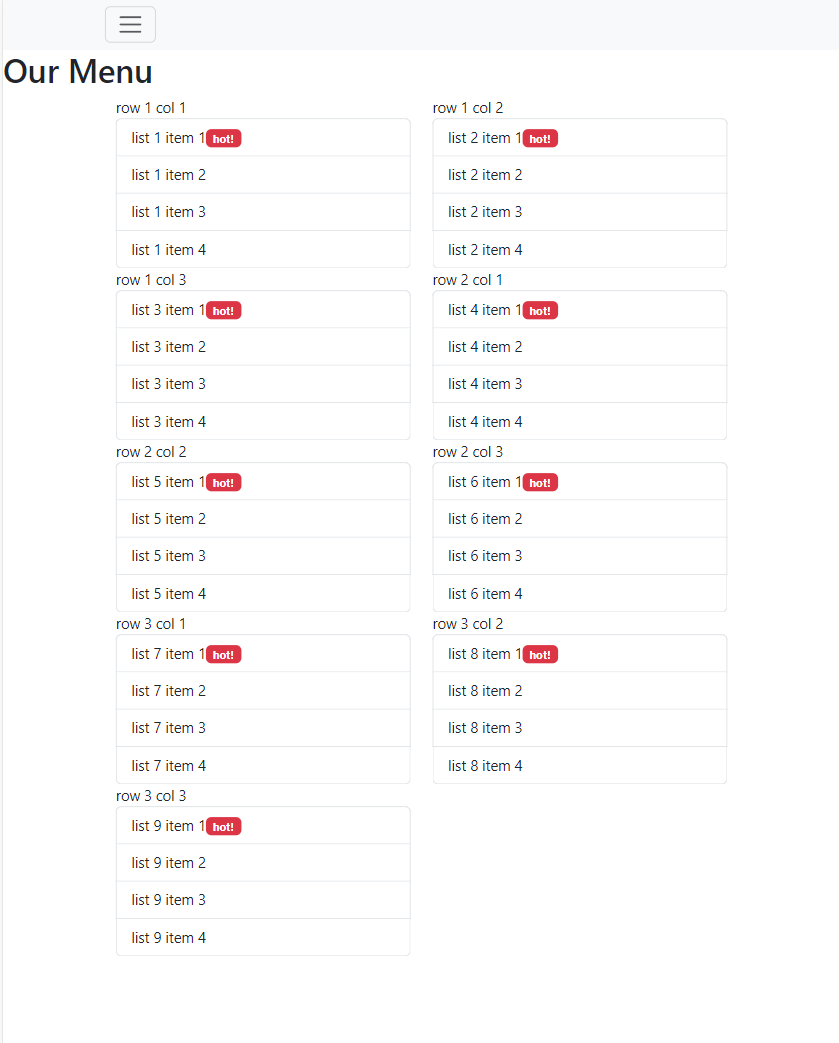 Our Menu
row 1 col 1
list 1 item 1 hot!
list 1 item 2
list 1 item 3
list 1 item 4
row 1 col 2
list 2 item 1 hot!
list 2 item 2
list 2 item 3
list 2 item 4
row 1 col 3
list 3 item 1 hot!
list 3 item 2
list 3 item 3
list 3 item 4
row 2 col 1
list 4 item 1 hot!
list 4 item 2
list 4 item 3
list 4 item 4
row 2 col 2
list 5 item 1 hot!
list 5 item 2
list 5 item 3
list 5 item 4
row 2 col 3
list 6 item 1 hot!
list 6 item 2
list 6 item 3
list 6 item 4
row 3 col 1
list 7 item 1 hot!
list 7 item 2
list 7 item 3
list 7 item 4
row 3 col 2
list 8 item 1 hot!
list 8 item 2
list 8 item 3
list 8 item 4
row 3 col 3
list 9 item 1 hot!
list 9 item 2
list 9 item 3
list 9 item 4